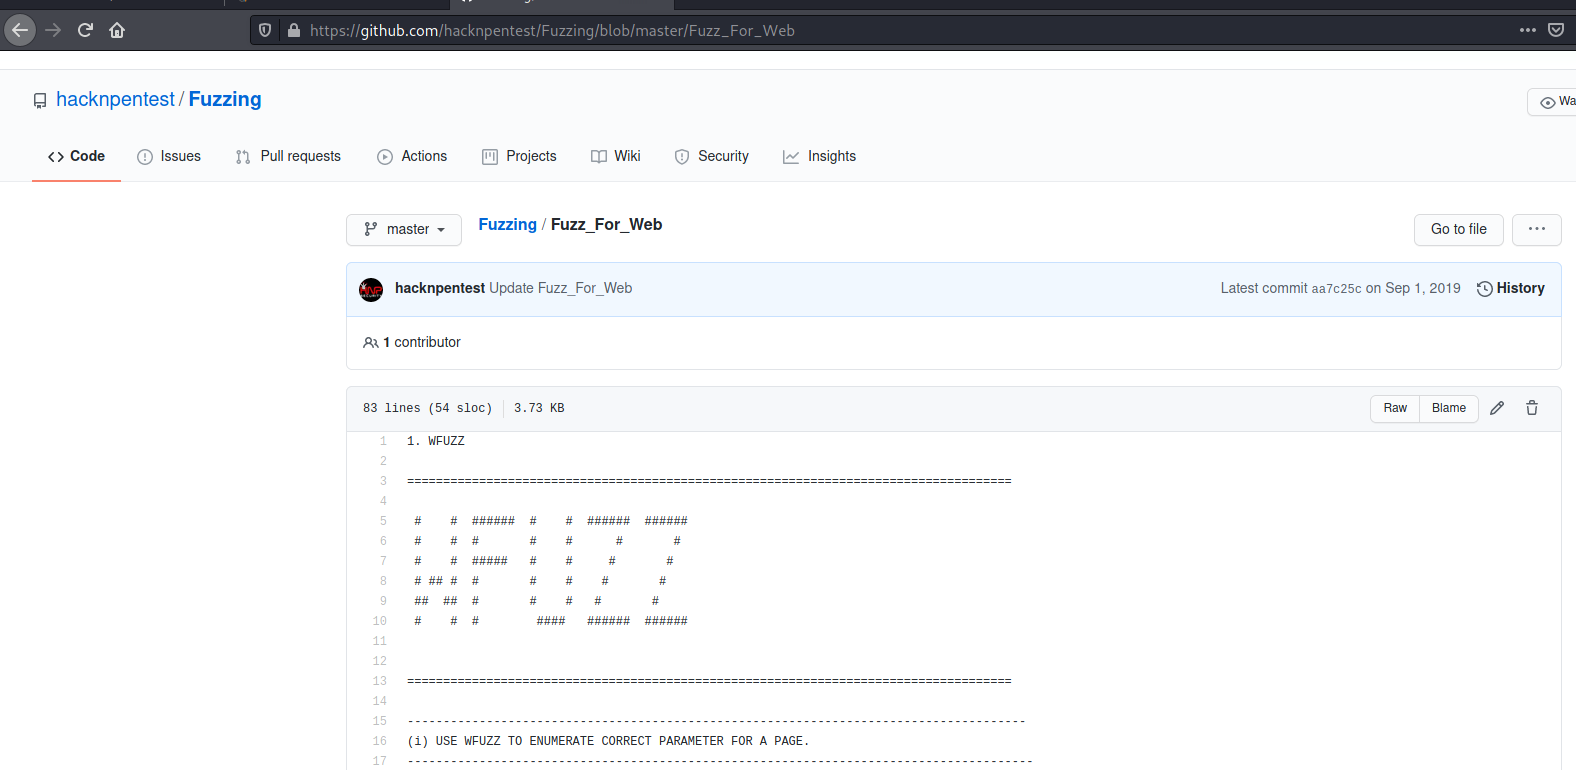 https://github.com/hacknpentest/Fuzzing/blob/master/Fuzz_For_Web
hacknpentest / Fuzzing
Wa
Code Issues Pull requests Actions Projects Wiki Security Insights
master Fuzzing / Fuzz_For_Web Go to file ...
hacknpentest Update Fuzz_For_Web Latest commit aa7c25c on Sep 1, 2019 History
1 contributor
83 lines (54 sloc) 3.73 KB Raw Blame
1 1. WFUZZ
2
3 ====================================================================================
4
5  #    #  ######  #    #  ######  ######
6  #    #  #       #    #      #       #
7  #    #  #####   #    #     #       #
8  # ## #  #       #    #    #       #
9  ##  ##  #       #    #   #       #
10  #    #  #        ####   ######  ######
11
12
13 ====================================================================================
14
15 --------------------------------------------------------------------------------------
16 (i) USE WFUZZ TO ENUMERATE CORRECT PARAMETER FOR A PAGE.
17 ---------------------------------------------------------------------------------------